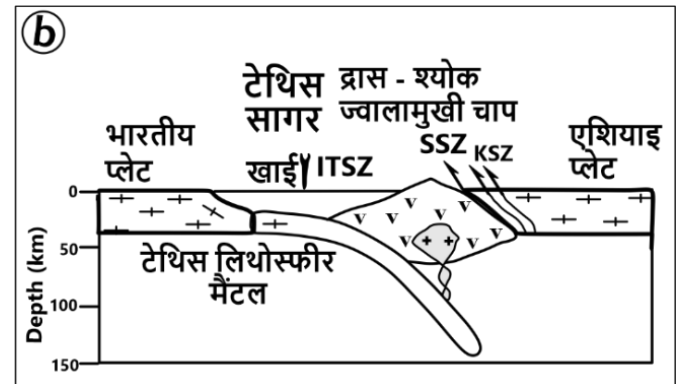 b
टेथिस
सागर
द्रास - श्योक
ज्वालामुखी चाप
भारतीय
प्लेट
खाई
ITSZ
SSZ
KSZ
एशियाइ
प्लेट
0
50
100
150
Depth (km)
v v v v v v v
टेथिस लिथोस्फीर
मैंटल